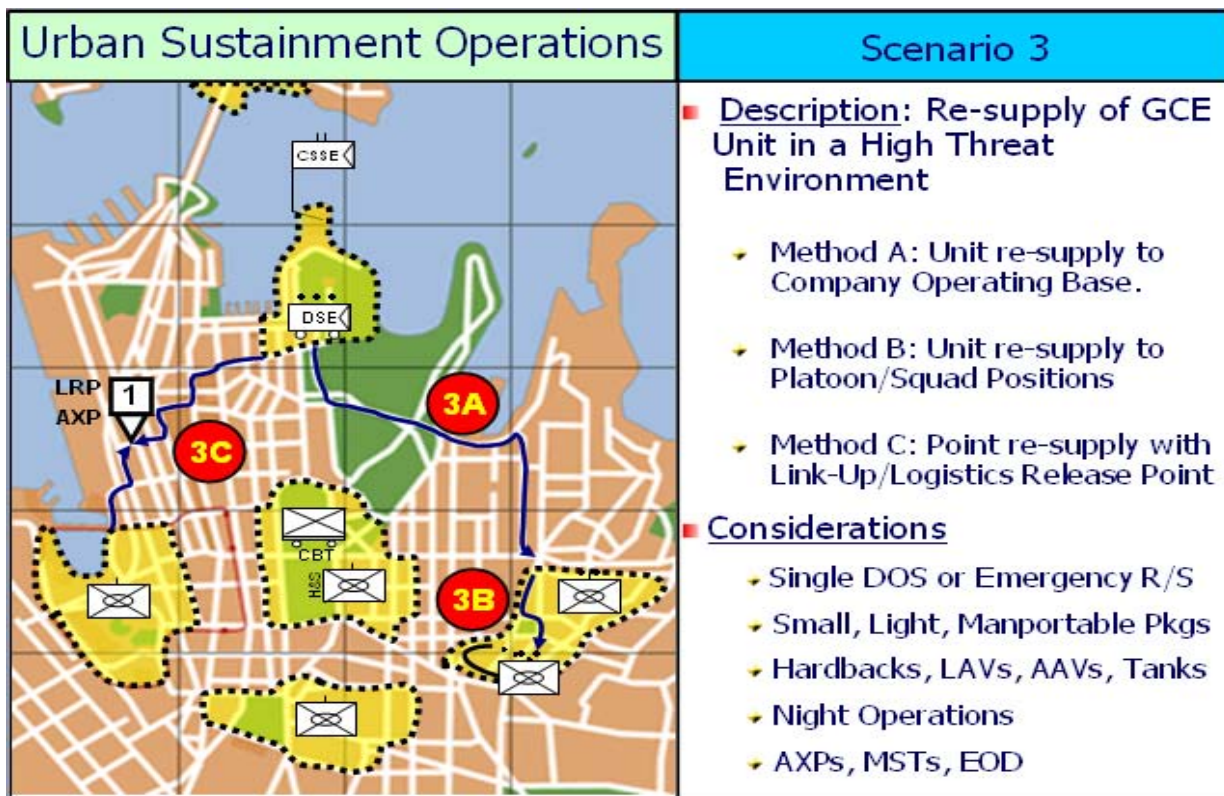 Urban Sustainment Operations
Scenario 3
CSSE
DSE
LRP
AXP
1
3A
3C
CBT
HSS
3B
Description: Re-supply of GCE
Unit in a High Threat
Environment
Method A: Unit re-supply to
Company Operating Base.
Method B: Unit re-supply to
Platoon/Squad Positions
Method C: Point re-supply with
Link-Up/Logistics Release Point
Considerations
Single DOS or Emergency R/S
Small, Light, Manportable Pkgs
Hardbacks, LAVs, AAVs, Tanks
Night Operations
AXPs, MSTs, EOD